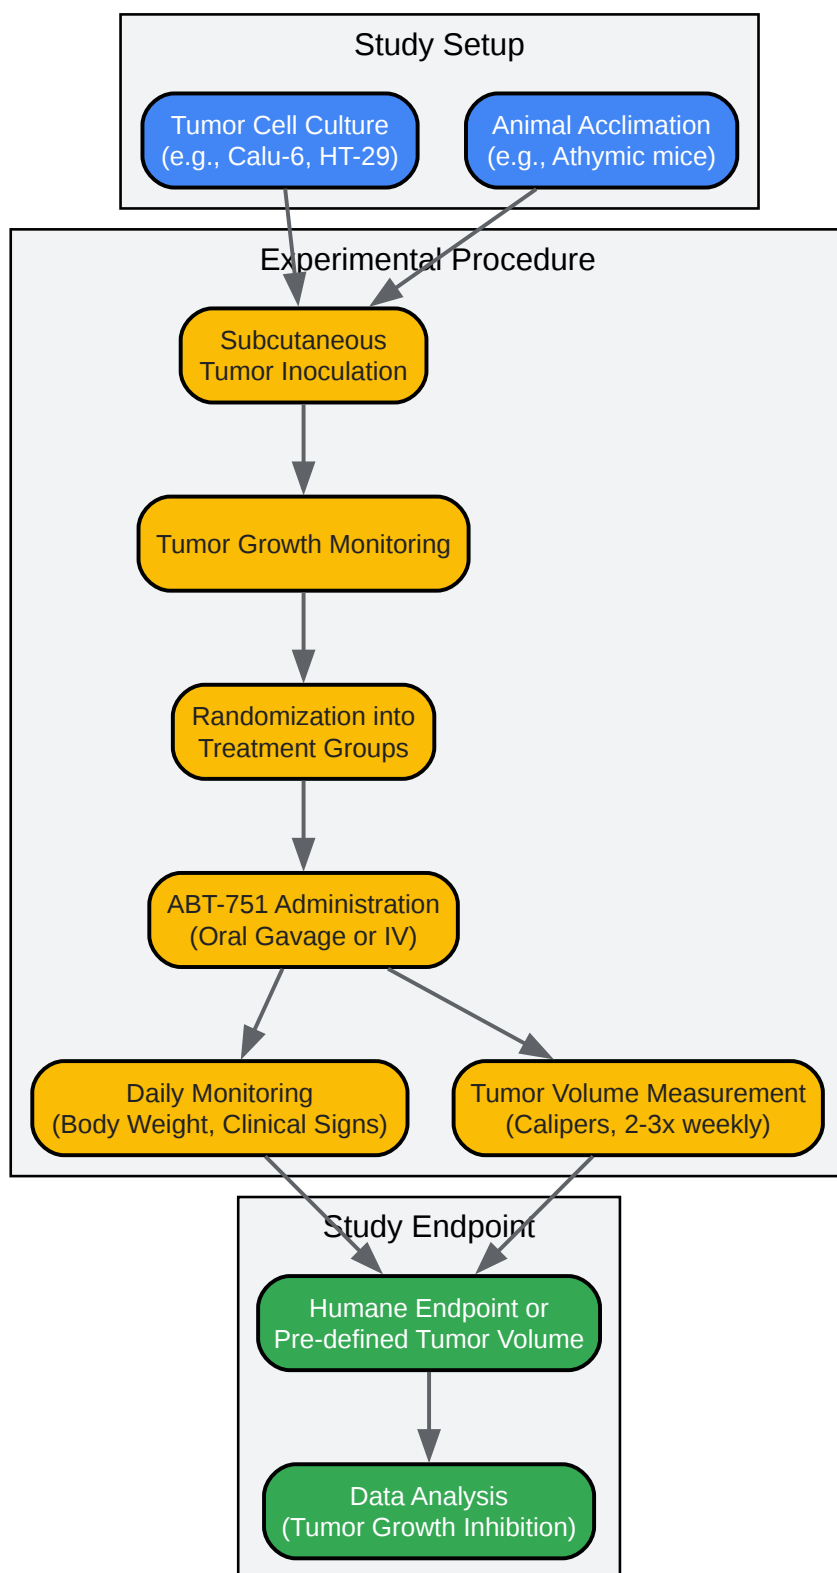 Study Setup
Tumor Cell Culture
(e.g., Calu-6, HT-29)
Animal Acclimation
(e.g., Athymic mice)
Experimental Procedure
Subcutaneous
Tumor Inoculation
Tumor Growth Monitoring
Randomization into
Treatment Groups
ABT-751 Administration
(Oral Gavage or IV)
Daily Monitoring
(Body Weight, Clinical Signs)
Tumor Volume Measurement
(Calipers, 2-3x weekly)
Study Endpoint
Humane Endpoint or
Pre-defined Tumor Volume
Data Analysis
(Tumor Growth Inhibition)